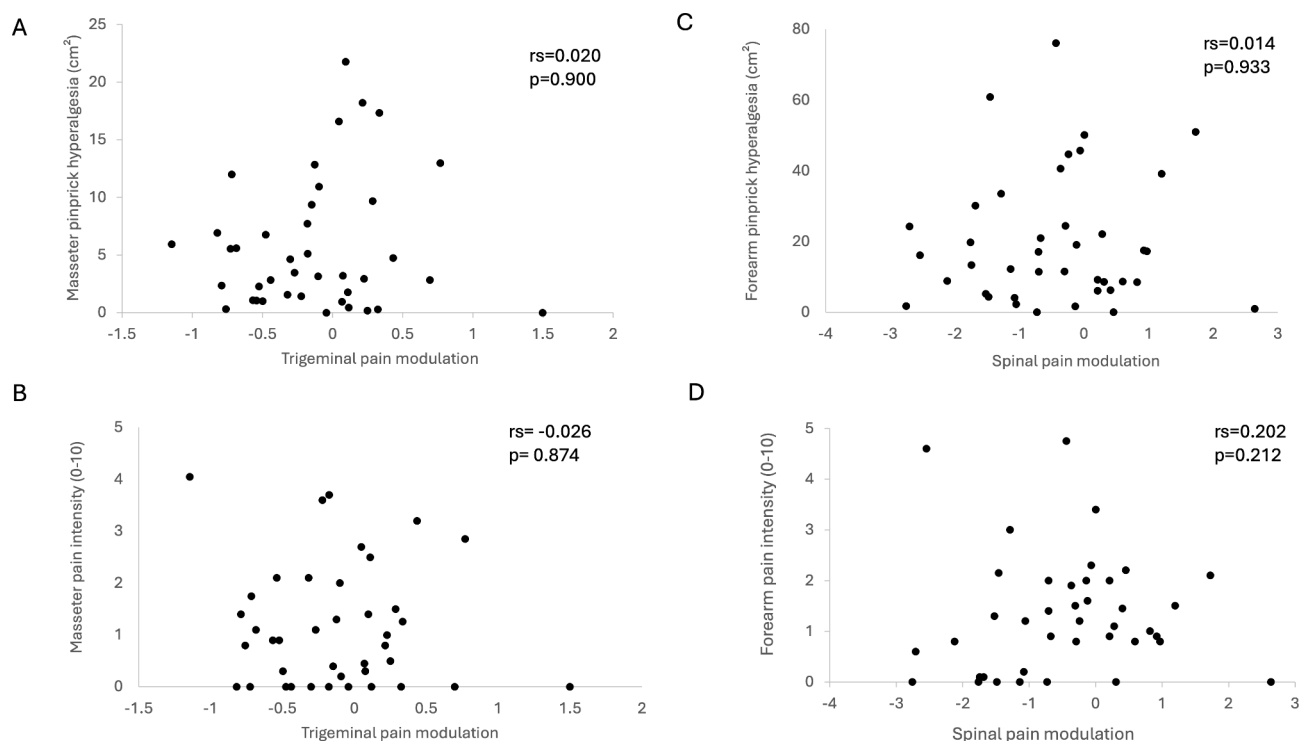 A
Masseter pinprick hyperalgesia (cm²)
25
20
15
10
5
0
rs=0.020
p=0.900
-1.5 -1 -0.5 0 0.5 1 1.5 2
Trigeminal pain modulation
C
Forearm pinprick hyperalgesia (cm²)
80
60
40
20
0
rs=0.014
p=0.933
-4 -3 -2 -1 0 1 2 3
Spinal pain modulation
B
Masseter pain intensity (0-10)
5
4
3
2
1
0
rs= -0.026
p= 0.874
-1.5 -1 -0.5 0 0.5 1 1.5 2
Trigeminal pain modulation
D
Forearm pain intensity (0-10)
5
4
3
2
1
0
rs=0.202
p=0.212
-4 -3 -2 -1 0 1 2 3
Spinal pain modulation